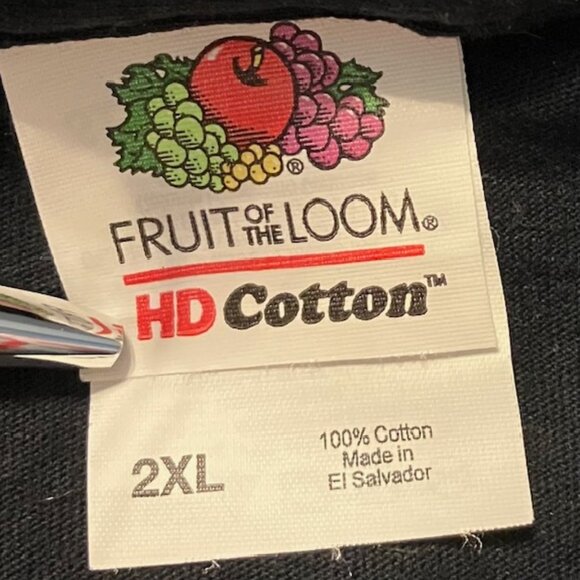 ®
FRUIT OF THE LOOM®
HD Cotton™
2XL
100% Cotton
Made in
El Salvador